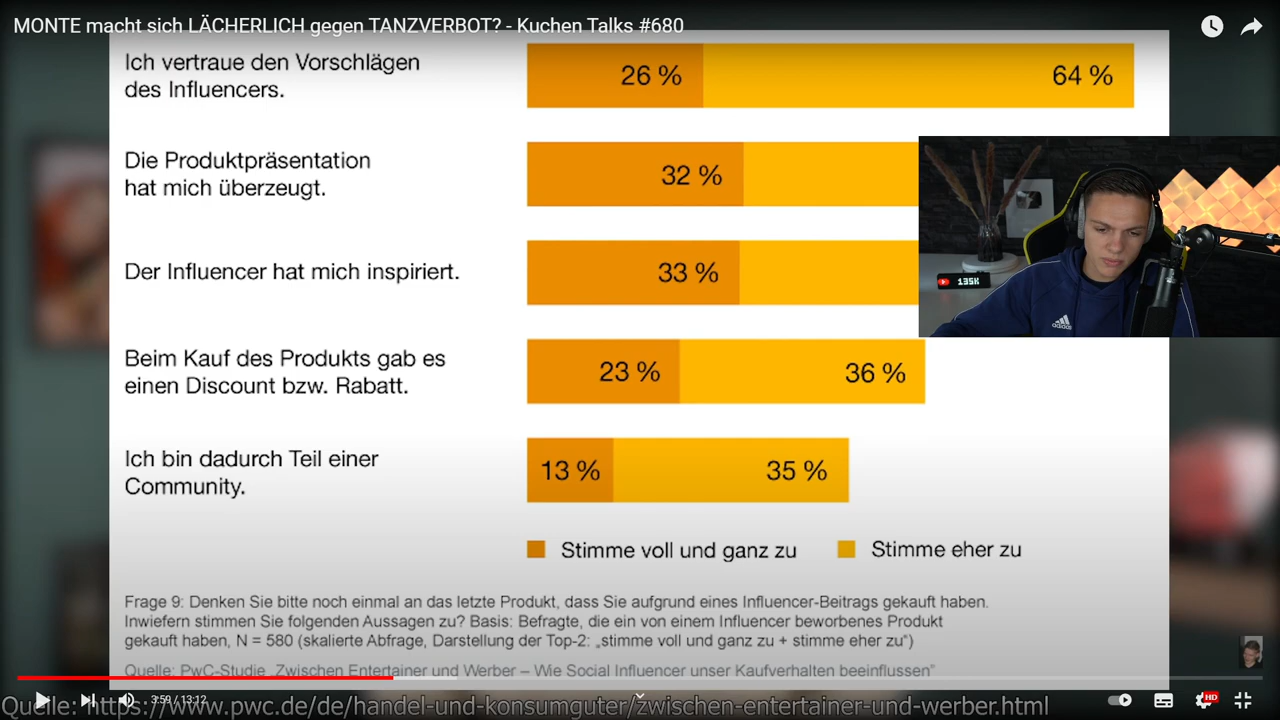 MONTE macht sich LÄCHERLICH gegen TANZVERBOT? - Kuchen Talks #680
Ich vertraue den Vorschlägen
des Influencers.
26 %
64 %
Die Produktpräsentation
hat mich überzeugt.
32 %
Der Influencer hat mich inspiriert.
33 %
135K
adidas
Beim Kauf des Produkts gab es
einen Discount bzw. Rabatt.
23 %
36 %
Ich bin dadurch Teil einer
Community.
13 %
35 %
Stimme voll und ganz zu
Stimme eher zu
Frage 9: Denken Sie bitte noch einmal an das letzte Produkt, dass Sie aufgrund eines Influencer-Beitrags gekauft haben.
Inwiefern stimmen Sie folgenden Aussagen zu? Basis: Befragte, die ein von einem Influencer beworbenes Produkt
gekauft haben, N = 580 (skalierte Abfrage, Darstellung der Top-2: „stimme voll und ganz zu + stimme eher zu“)
Quelle: PwC-Studie „Zwischen Entertainer und Werber – Wie Social Influencer unser Kaufverhalten beeinflussen“
3:59 / 13:12
HD
Quelle: https://www.pwc.de/de/handel-und-konsumguter/zwischen-entertainer-und-werber.html